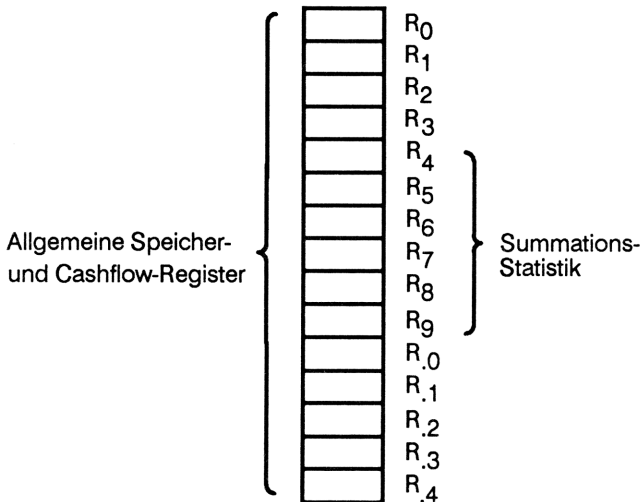 R0
R1
R2
R3
R4
R5
R6
R7
R8
R9
R.0
R.1
R.2
R.3
R.4
Allgemeine Speicher-
und Cashflow-Register
Summations-
Statistik